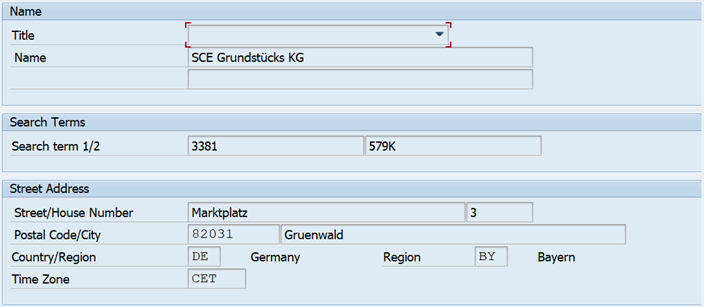 Name
Title
Name SCE Grundstücks KG
Search Terms
Search term 1/2 3381 579K
Street Address
Street/House Number Marktplatz 3
Postal Code/City 82031 Gruenwald
Country/Region DE Germany Region BY Bayern
Time Zone CET